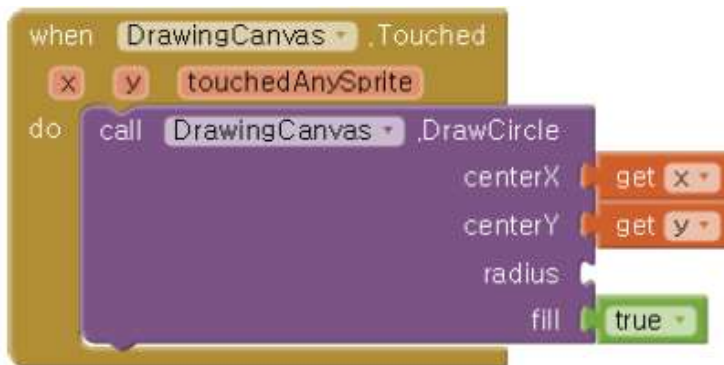 when DrawingCanvas .Touched
x y touchedAnySprite
do call DrawingCanvas .DrawCircle
centerX get x
centerY get y
radius
fill true